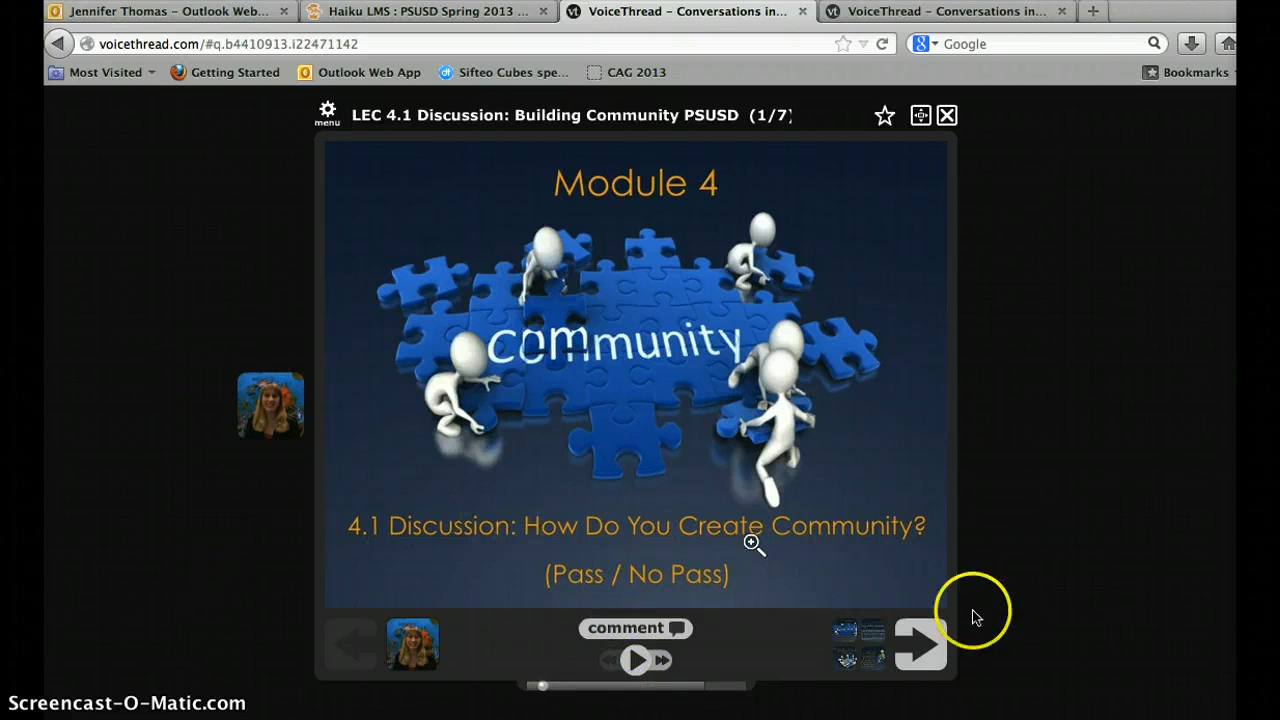 Jennifer Thomas – Outlook Web...
Haiku LMS : PSUSD Spring 2013 ...
VoiceThread – Conversations in...
VoiceThread – Conversations in...
voicethread.com/#q.b4410913.i22471142
Google
Most Visited
Getting Started
Outlook Web App
Sifteo Cubes spe...
CAG 2013
Bookmarks
menu
LEC 4.1 Discussion: Building Community PSUSD (1/7)
Module 4
Community
4.1 Discussion: How Do You Create Community?
(Pass / No Pass)
comment
Screencast-O-Matic.com